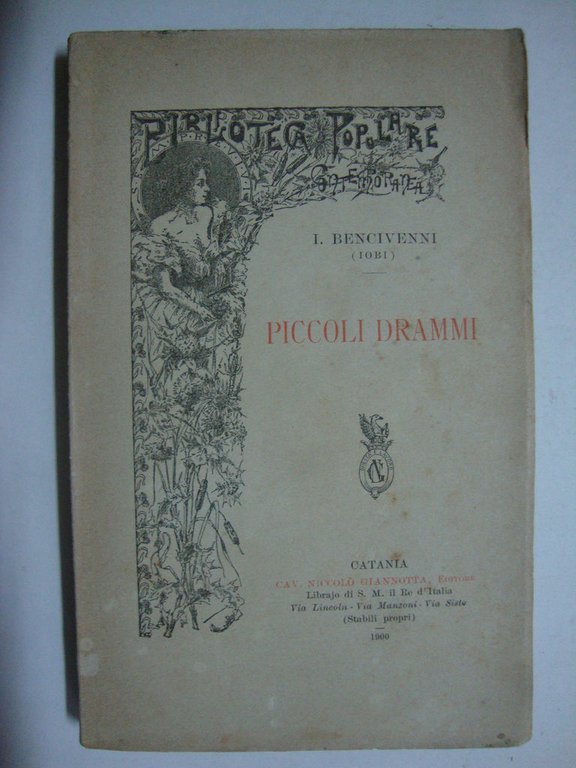 BIBLIOTECA POPOLARE
CONTEMPORANEA
I. BENCIVENNI
(IOBI)
PICCOLI DRAMMI
CATANIA
CAV. NICCOLÒ GIANNOTTA, EDITORE
Librajo di S. M. il Re d'Italia
Via Lincoln - Via Manzoni - Via Sisto
(Stabili propri)
1900